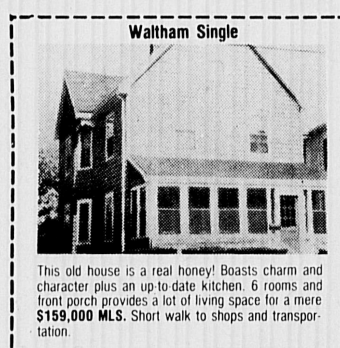 Waltham Single
This old house is a real honey! Boasts charm and
character plus an up-to-date kitchen. 6 rooms and
front porch provides a lot of living space for a mere
$159,000 MLS. Short walk to shops and transpor-
tation.